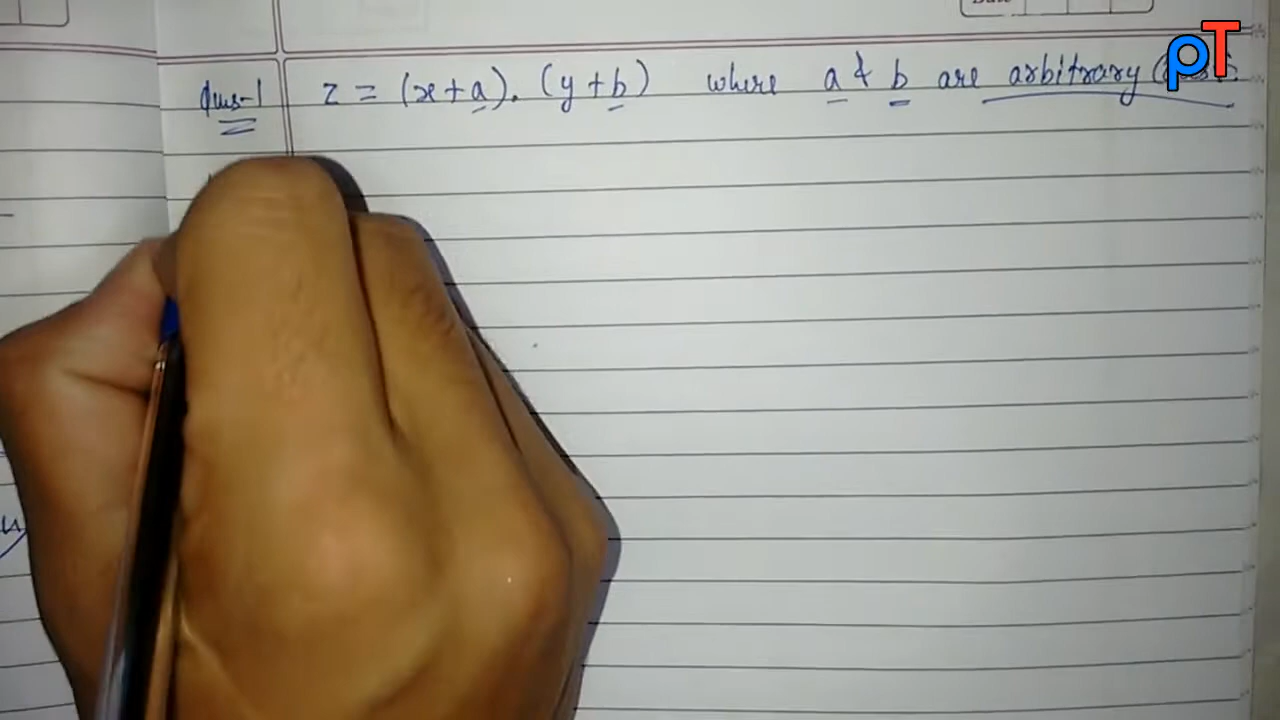 Ques-1 z = (x+a). (y+b) where a & b are arbitrary
pT